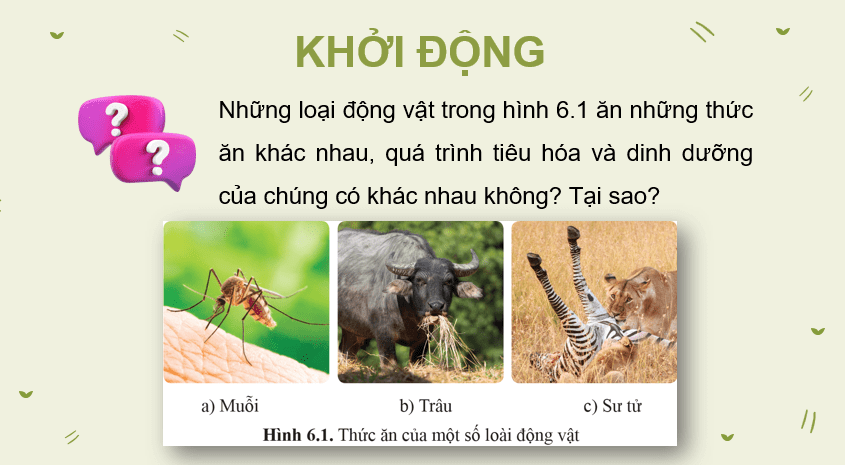 KHỞI ĐỘNG
?
?
Những loại động vật trong hình 6.1 ăn những thức
ăn khác nhau, quá trình tiêu hóa và dinh dưỡng
của chúng có khác nhau không? Tại sao?
a) Muỗi
b) Trâu
c) Sư tử
Hình 6.1. Thức ăn của một số loài động vật